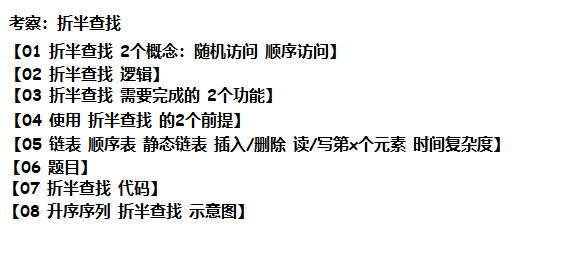 考察：折半查找
【01 折半查找 2个概念：随机访问 顺序访问】
【02 折半查找 逻辑】
【03 折半查找 需要完成的 2个功能】
【04 使用 折半查找 的2个前提】
【05 链表 顺序表 静态链表 插入/删除 读/写第x个元素 时间复杂度】
【06 题目】
【07 折半查找 代码】
【08 升序序列 折半查找 示意图】